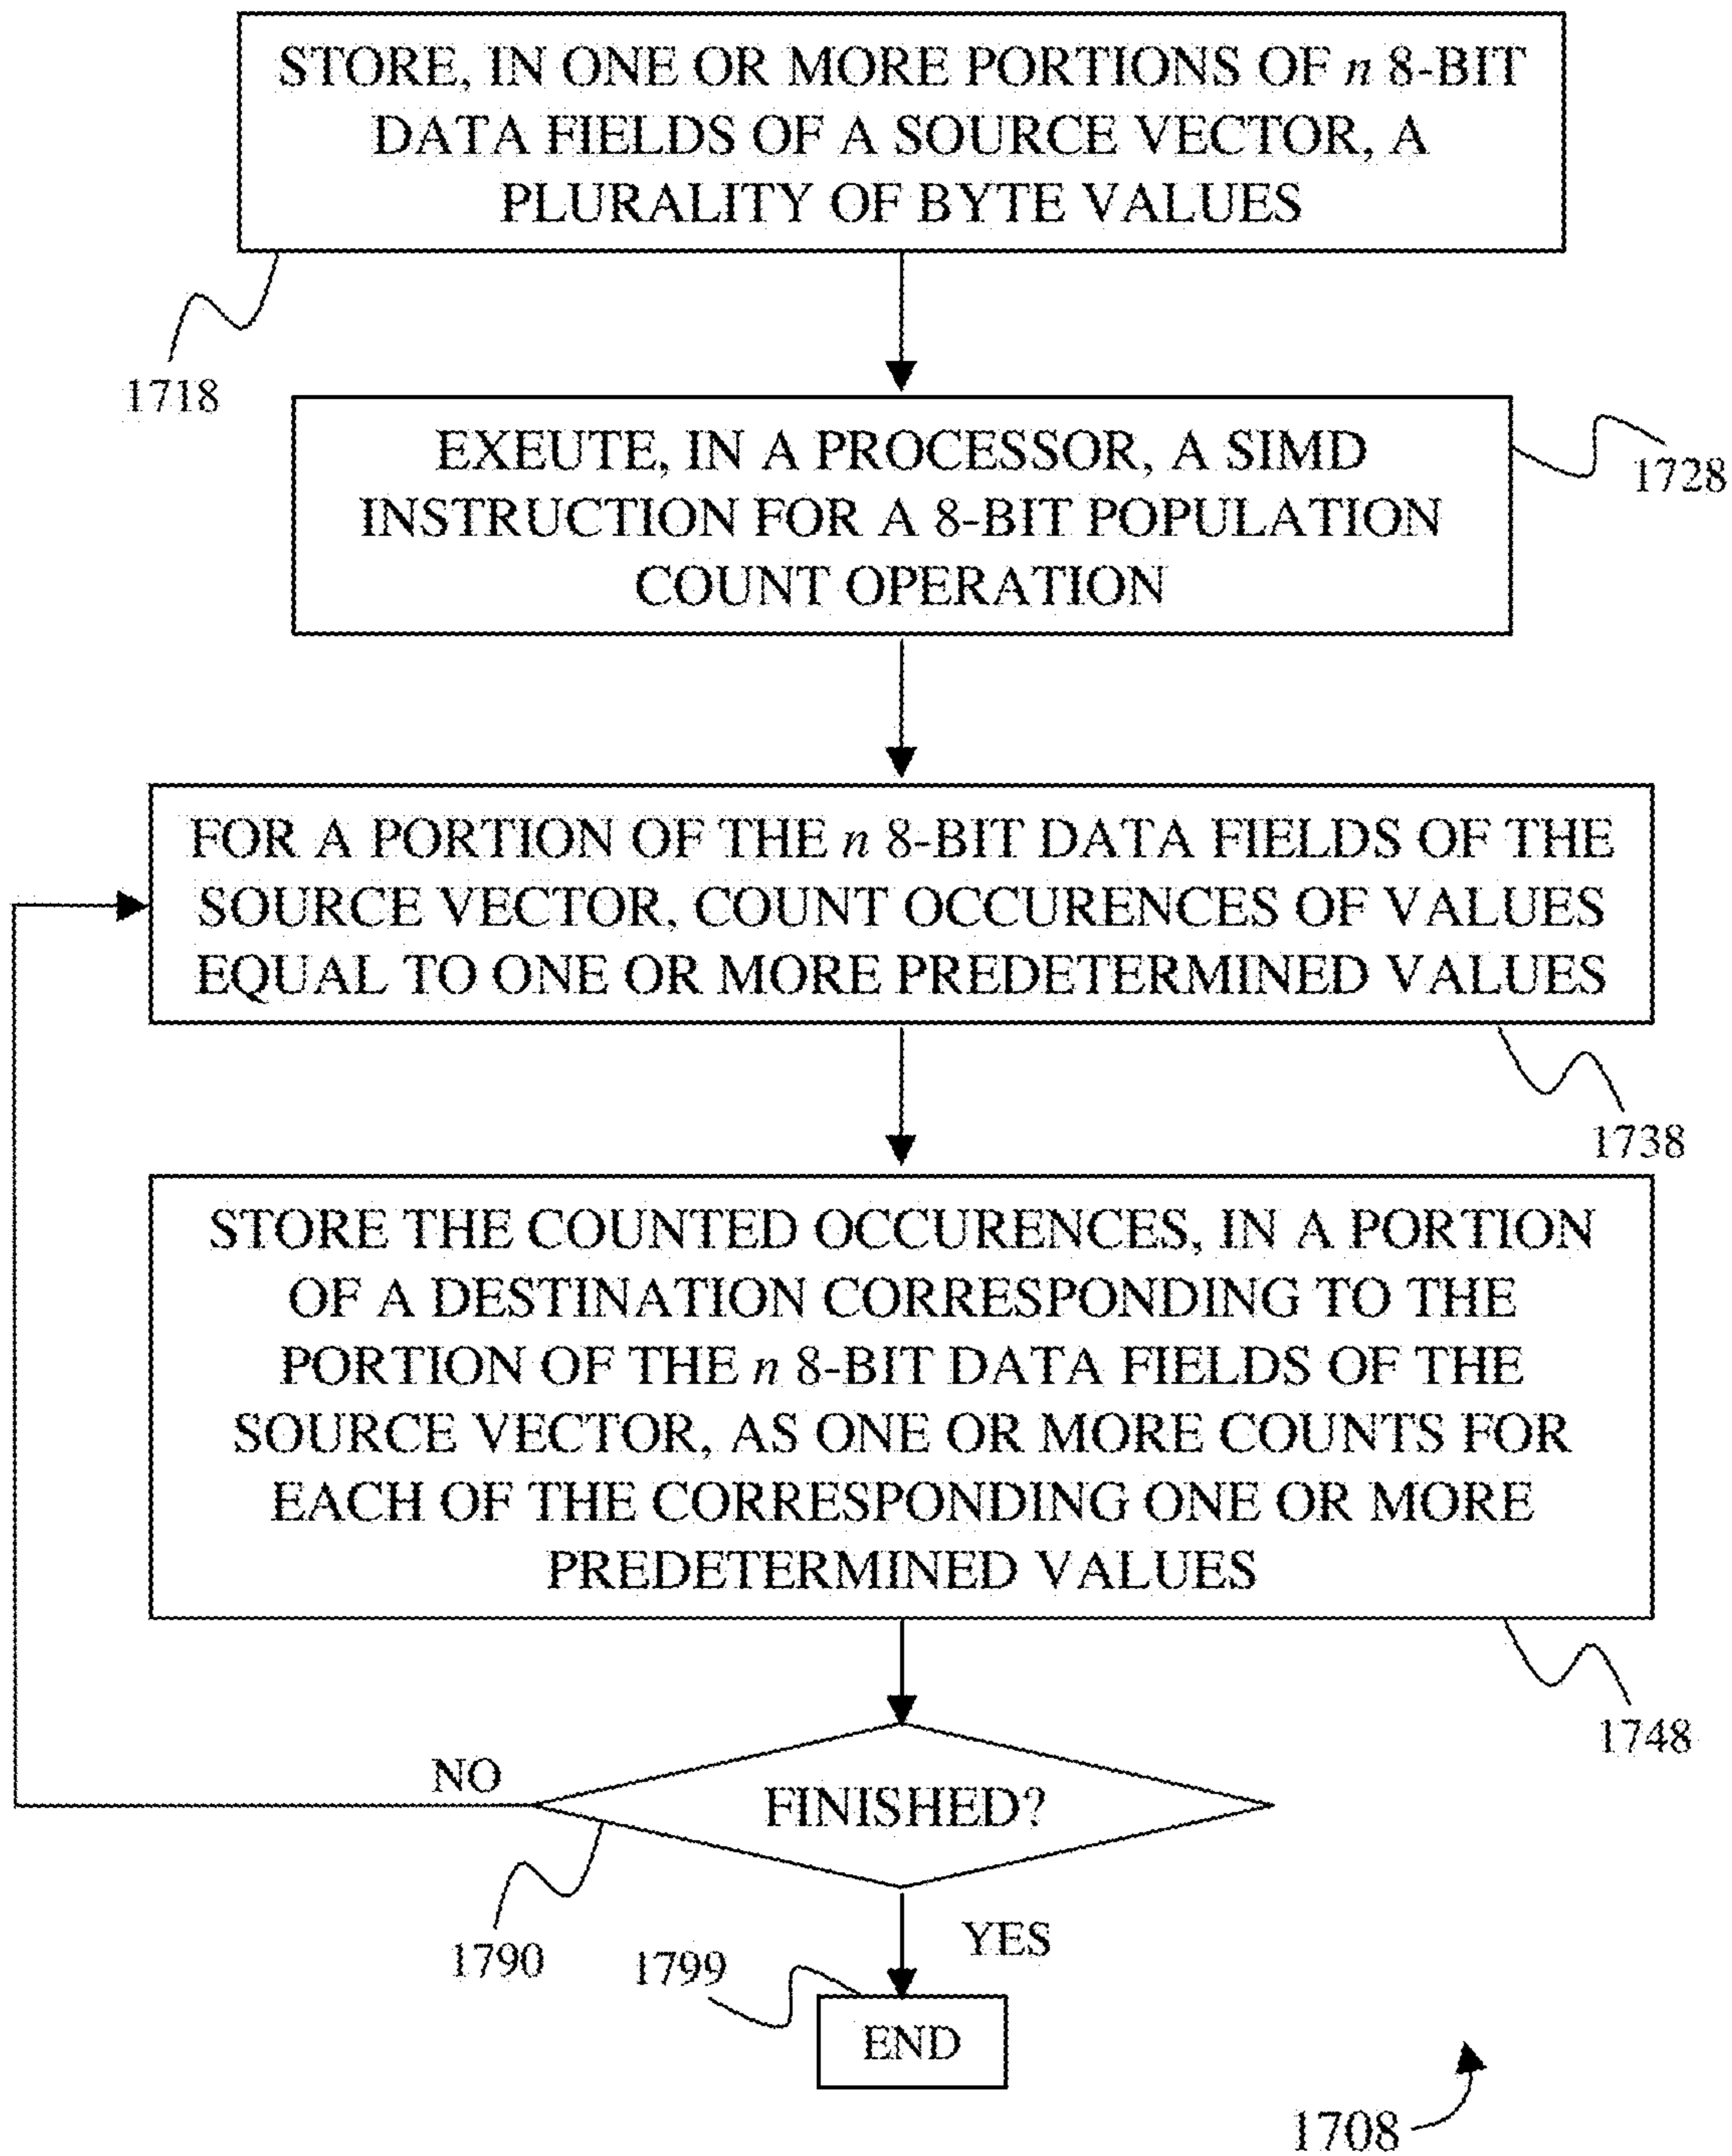 STORE, IN ONE OR MORE PORTIONS OF n 8-BIT
DATA FIELDS OF A SOURCE VECTOR, A
PLURALITY OF BYTE VALUES
1718
EXEUTE, IN A PROCESSOR, A SIMD
INSTRUCTION FOR A 8-BIT POPULATION
COUNT OPERATION
1728
FOR A PORTION OF THE n 8-BIT DATA FIELDS OF THE
SOURCE VECTOR, COUNT OCCURENCES OF VALUES
EQUAL TO ONE OR MORE PREDETERMINED VALUES
1738
STORE THE COUNTED OCCURENCES, IN A PORTION
OF A DESTINATION CORRESPONDING TO THE
PORTION OF THE n 8-BIT DATA FIELDS OF THE
SOURCE VECTOR, AS ONE OR MORE COUNTS FOR
EACH OF THE CORRESPONDING ONE OR MORE
PREDETERMINED VALUES
1748
NO
FINISHED?
1790
YES
1799
END
1708